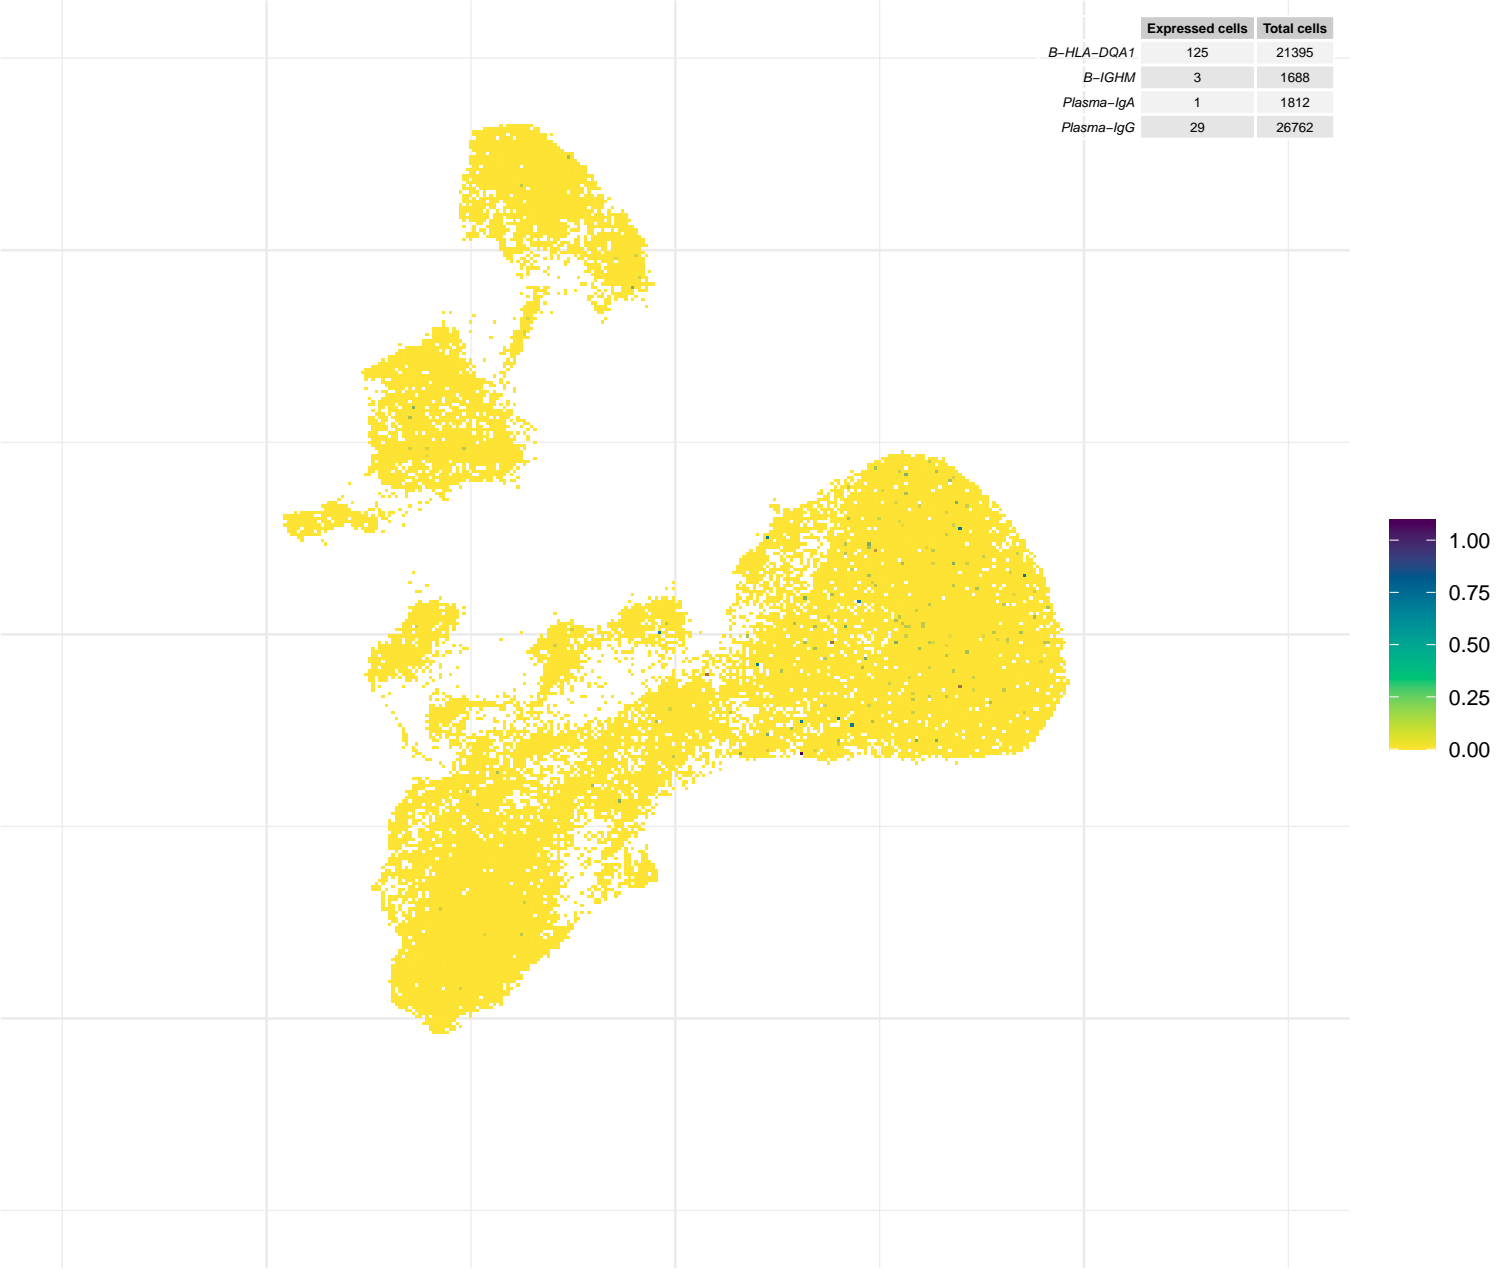 Expressed cells Total cells
B−HLA−DQA1 125 21395
B−IGHM 3 1688
Plasma−IgA 1 1812
Plasma−IgG 29 26762
1.00
0.75
0.50
0.25
0.00